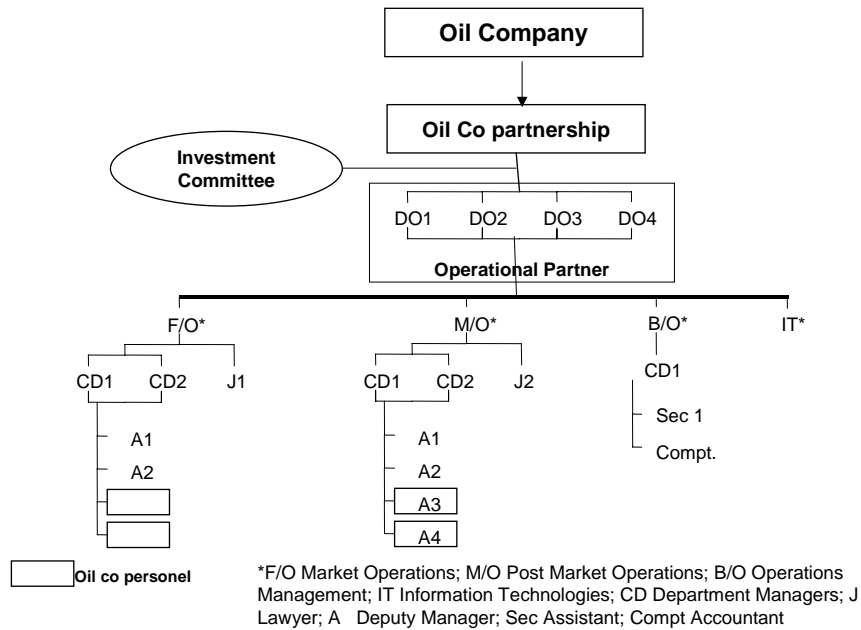 Oil Company
Oil Co partnership
Investment
Committee
DO1 DO2 DO3 DO4
Operational Partner
F/O* M/O* B/O* IT*
CD1 CD2 J1 CD1 CD2 J2 CD1
Sec 1
A1 A1
Compt.
A2 A2
A3
A4
Oil co personel
*F/O Market Operations; M/O Post Market Operations; B/O Operations
Management; IT Information Technologies; CD Department Managers; J
Lawyer; A Deputy Manager; Sec Assistant; Compt Accountant